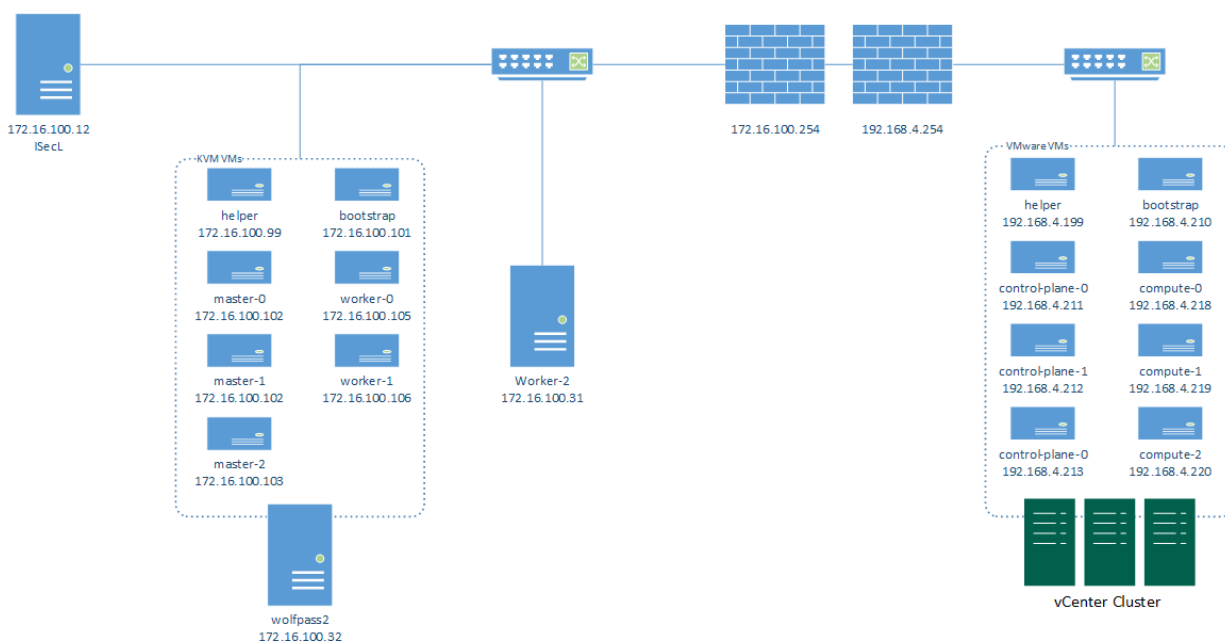 172.16.100.12
ISecL
172.16.100.254
192.168.4.254
KVM VMs
helper
172.16.100.99
bootstrap
172.16.100.101
master-0
172.16.100.102
worker-0
172.16.100.105
master-1
172.16.100.102
worker-1
172.16.100.106
master-2
172.16.100.103
wolfpass2
172.16.100.32
Worker-2
172.16.100.31
VMware VMs
helper
192.168.4.199
bootstrap
192.168.4.210
control-plane-0
192.168.4.211
compute-0
192.168.4.218
control-plane-1
192.168.4.212
compute-1
192.168.4.219
control-plane-0
192.168.4.213
compute-2
192.168.4.220
vCenter Cluster